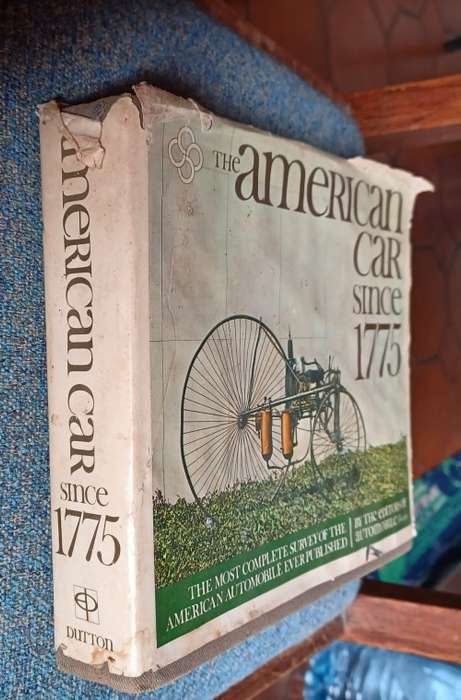 THE american
car
since
1775
THE MOST COMPLETE SURVEY OF THE
AMERICAN AUTOMOBILE EVER PUBLISHED
BY THE EDITORS OF
AUTOMOBILE
american car
since
1775
DUTTON